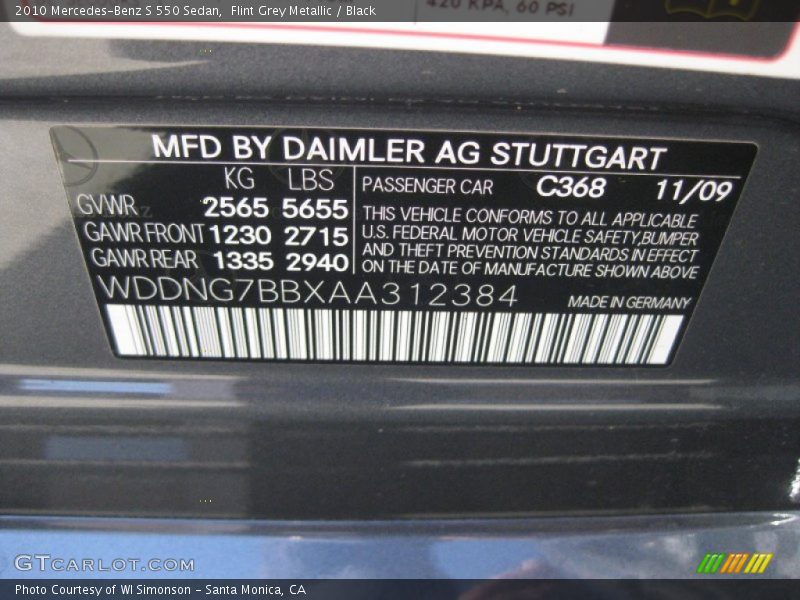 2010 Mercedes-Benz S 550 Sedan,  Flint Grey Metallic / Black
420 KPA, 60 PSI
MFD BY DAIMLER AG STUTTGART
KG LBS
GVWR 2565 5655
GAWR FRONT 1230 2715
GAWR REAR 1335 2940
PASSENGER CAR C368 11/09
THIS VEHICLE CONFORMS TO ALL APPLICABLE
U.S. FEDERAL MOTOR VEHICLE SAFETY,BUMPER
AND THEFT PREVENTION STANDARDS IN EFFECT
ON THE DATE OF MANUFACTURE SHOWN ABOVE
WDDNG7BBXAA312384
MADE IN GERMANY
GTCARLOT.COM
Photo Courtesy of WI Simonson - Santa Monica, CA